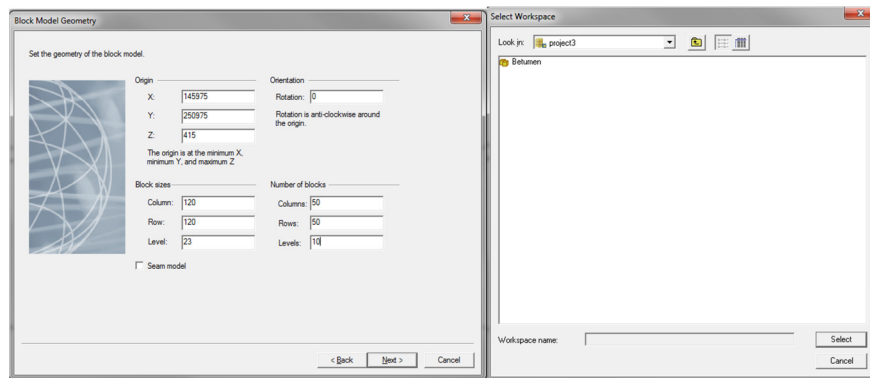 Block Model Geometry
Set the geometry of the block model.
Origin
X: 145975
Y: 250975
Z: 415
The origin is at the minimum X,
minimum Y, and maximum Z
Orientation
Rotation: 0
Rotation is anti-clockwise around
the origin.
Block sizes
Column: 120
Row: 120
Level: 23
Number of blocks
Columns: 50
Rows: 50
Levels: 10
Seam model
< Back Next > Cancel
Select Workspace
Look in: project3
Betumen
Workspace name:
Select
Cancel